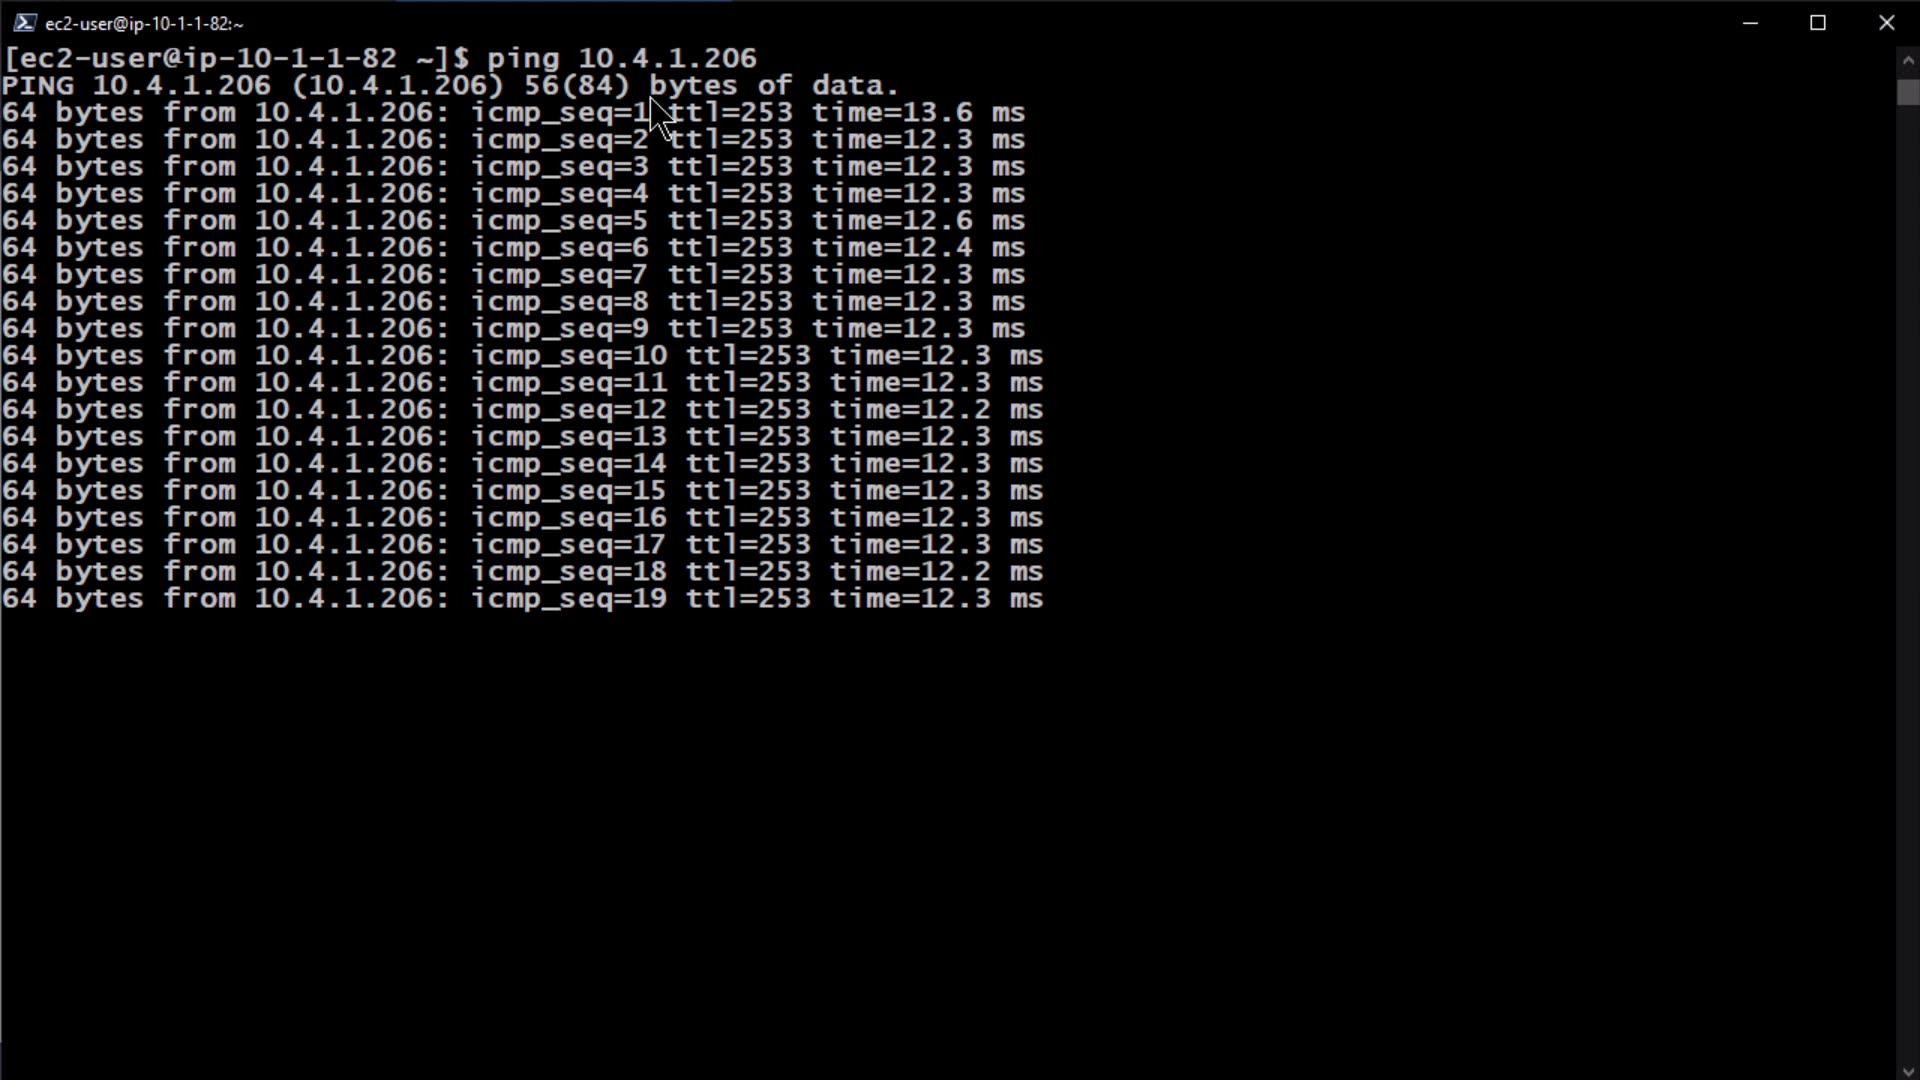 ec2-user@ip-10-1-1-82:~
[ec2-user@ip-10-1-1-82 ~]$ ping 10.4.1.206
PING 10.4.1.206 (10.4.1.206) 56(84) bytes of data.
64 bytes from 10.4.1.206: icmp_seq=1 ttl=253 time=13.6 ms
64 bytes from 10.4.1.206: icmp_seq=2 ttl=253 time=12.3 ms
64 bytes from 10.4.1.206: icmp_seq=3 ttl=253 time=12.3 ms
64 bytes from 10.4.1.206: icmp_seq=4 ttl=253 time=12.3 ms
64 bytes from 10.4.1.206: icmp_seq=5 ttl=253 time=12.6 ms
64 bytes from 10.4.1.206: icmp_seq=6 ttl=253 time=12.4 ms
64 bytes from 10.4.1.206: icmp_seq=7 ttl=253 time=12.3 ms
64 bytes from 10.4.1.206: icmp_seq=8 ttl=253 time=12.3 ms
64 bytes from 10.4.1.206: icmp_seq=9 ttl=253 time=12.3 ms
64 bytes from 10.4.1.206: icmp_seq=10 ttl=253 time=12.3 ms
64 bytes from 10.4.1.206: icmp_seq=11 ttl=253 time=12.3 ms
64 bytes from 10.4.1.206: icmp_seq=12 ttl=253 time=12.2 ms
64 bytes from 10.4.1.206: icmp_seq=13 ttl=253 time=12.3 ms
64 bytes from 10.4.1.206: icmp_seq=14 ttl=253 time=12.3 ms
64 bytes from 10.4.1.206: icmp_seq=15 ttl=253 time=12.3 ms
64 bytes from 10.4.1.206: icmp_seq=16 ttl=253 time=12.3 ms
64 bytes from 10.4.1.206: icmp_seq=17 ttl=253 time=12.3 ms
64 bytes from 10.4.1.206: icmp_seq=18 ttl=253 time=12.2 ms
64 bytes from 10.4.1.206: icmp_seq=19 ttl=253 time=12.3 ms